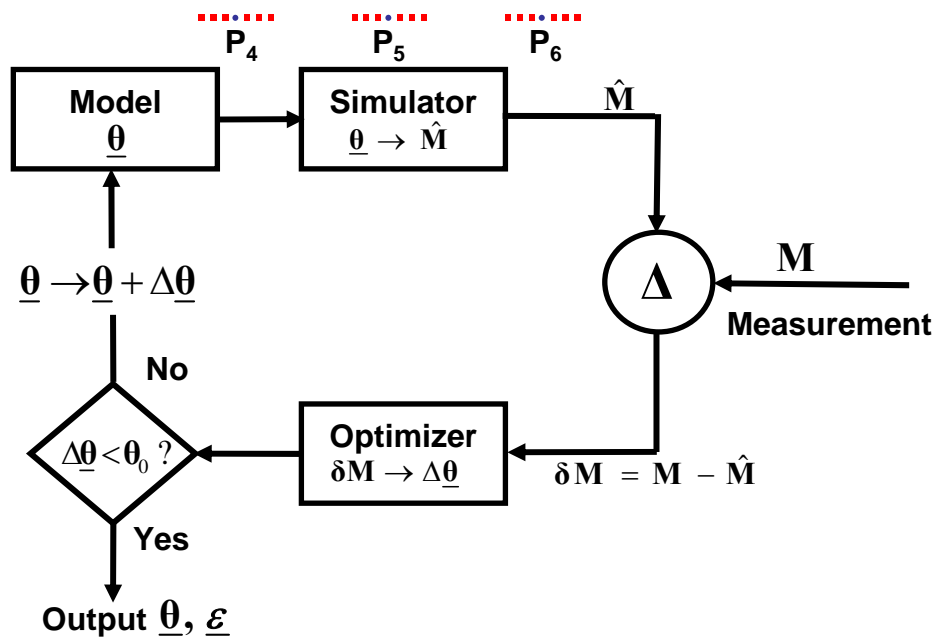 P₄ P₅ P₆
Model
θ̲
Simulator
θ̲ → M̂
M̂
Δ
M
Measurement
θ̲ → θ̲ + Δθ̲
No
Optimizer
δM → Δθ̲
δM = M − M̂
Δθ̲ < θ₀ ?
Yes
Output θ̲, ε̲